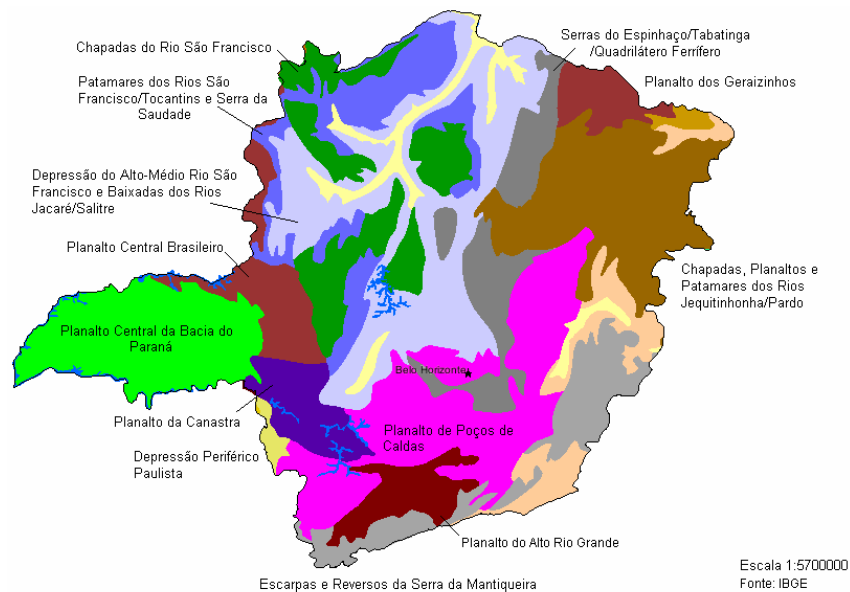 Chapadas do Rio São Francisco
Serras do Espinhaço/Tabatinga
/Quadrilátero Ferrífero
Patamares dos Rios São
Francisco/Tocantins e Serra da
Saudade
Planalto dos Geraizinhos
Depressão do Alto-Médio Rio São
Francisco e Baixadas dos Rios
Jacaré/Salitre
Planalto Central Brasileiro
Chapadas, Planaltos e
Patamares dos Rios
Jequitinhonha/Pardo
Planalto Central da Bacia do
Paraná
Belo Horizonte
Planalto da Canastra
Planalto de Poços de
Caldas
Depressão Periférico
Paulista
Planalto do Alto Rio Grande
Escarpas e Reversos da Serra da Mantiqueira
Escala 1:5700000
Fonte: IBGE